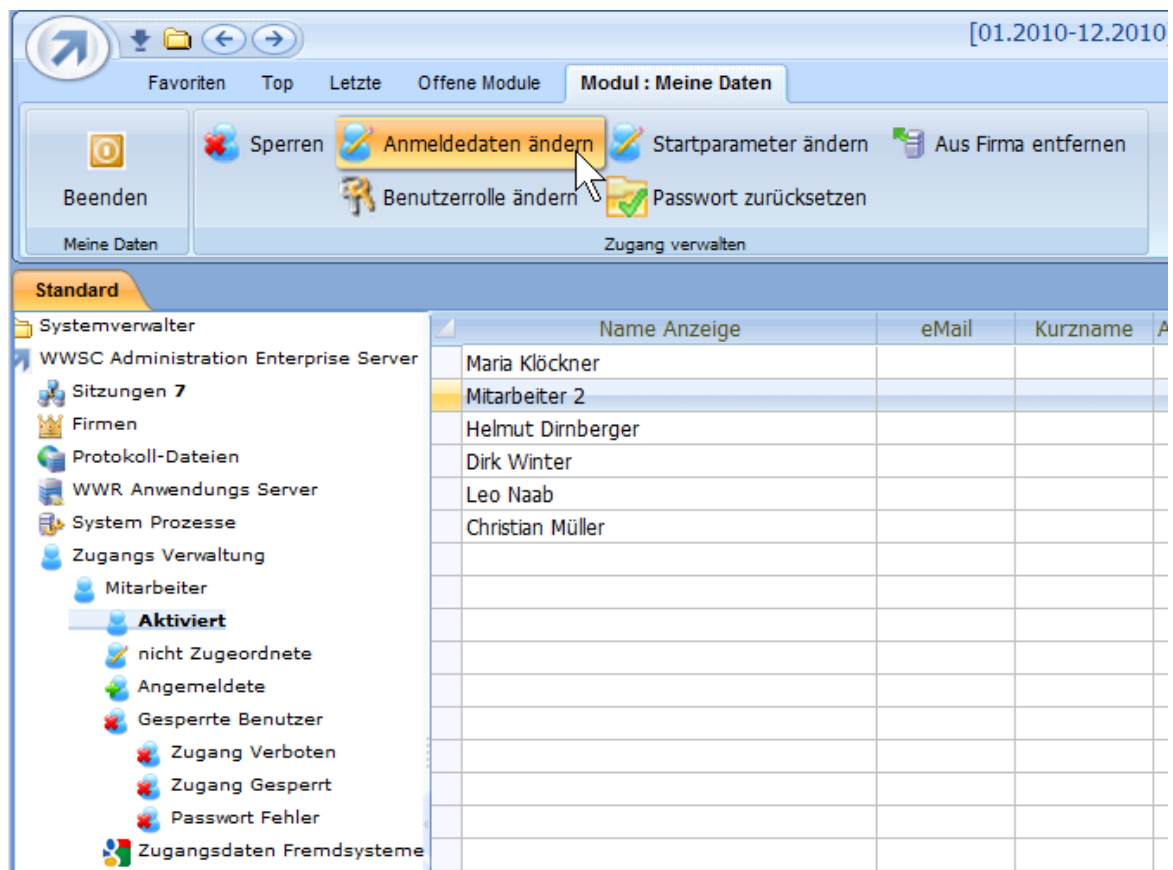 [01.2010-12.2010]
Favoriten Top Letzte Offene Module Modul : Meine Daten
Sperren Anmeldedaten ändern Startparameter ändern Aus Firma entfernen
Beenden Benutzerrolle ändern Passwort zurücksetzen
Meine Daten Zugang verwalten
Standard
Systemverwalter
WWSC Administration Enterprise Server
Sitzungen 7
Firmen
Protokoll-Dateien
WWR Anwendungs Server
System Prozesse
Zugangs Verwaltung
Mitarbeiter
Aktiviert
nicht Zugeordnete
Angemeldete
Gesperrte Benutzer
Zugang Verboten
Zugang Gesperrt
Passwort Fehler
Zugangsdaten Fremdsysteme
Name Anzeige eMail Kurzname A
Maria Klöckner
Mitarbeiter 2
Helmut Dirnberger
Dirk Winter
Leo Naab
Christian Müller